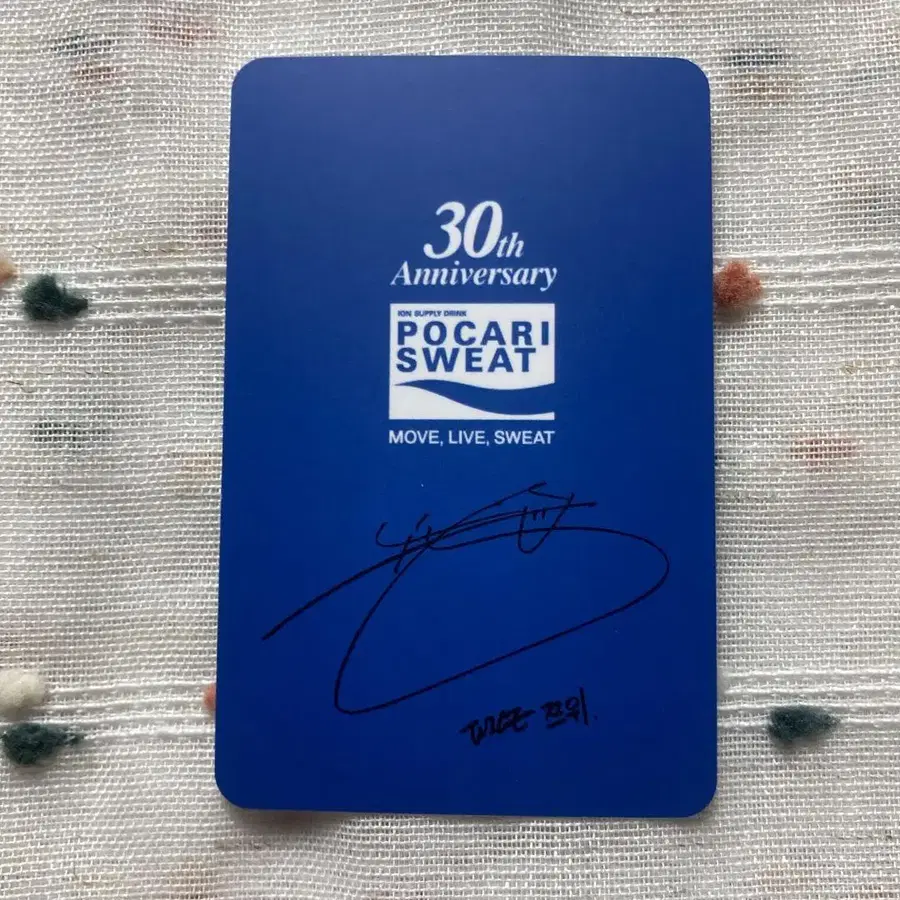 30th
Anniversary
ION SUPPLY DRINK
POCARI
SWEAT
MOVE, LIVE, SWEAT
TWICE 쯔위.